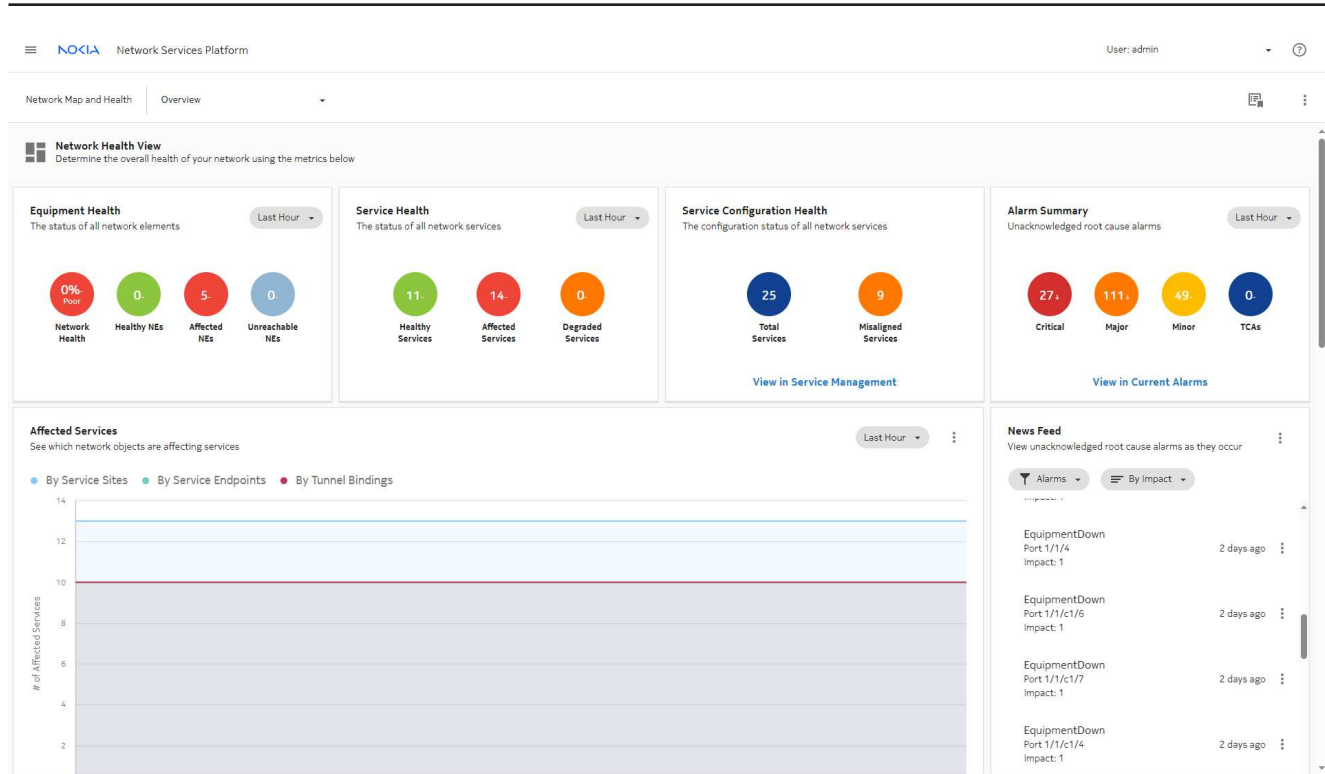 NOKIA Network Services Platform
User: admin
Network Map and Health Overview
Network Health View
Determine the overall health of your network using the metrics below
Equipment Health
The status of all network elements
Last Hour
0%-
Poor
Network
Health
0-
Healthy NEs
5-
Affected
NEs
0-
Unreachable
NEs
Service Health
The status of all network services
Last Hour
11-
Healthy
Services
14-
Affected
Services
0-
Degraded
Services
Service Configuration Health
The configuration status of all network services
25
Total
Services
9
Misaligned
Services
View in Service Management
Alarm Summary
Unacknowledged root cause alarms
Last Hour
27
Critical
111
Major
49-
Minor
0-
TCAs
View in Current Alarms
Affected Services
See which network objects are affecting services
Last Hour
By Service Sites By Service Endpoints By Tunnel Bindings
# of Affected Services
14
12
10
8
6
4
2
News Feed
View unacknowledged root cause alarms as they occur
Alarms By Impact
EquipmentDown
Port 1/1/4
Impact: 1
2 days ago
EquipmentDown
Port 1/1/c1/6
Impact: 1
2 days ago
EquipmentDown
Port 1/1/c1/7
Impact: 1
2 days ago
EquipmentDown
Port 1/1/c1/4
Impact: 1
2 days ago